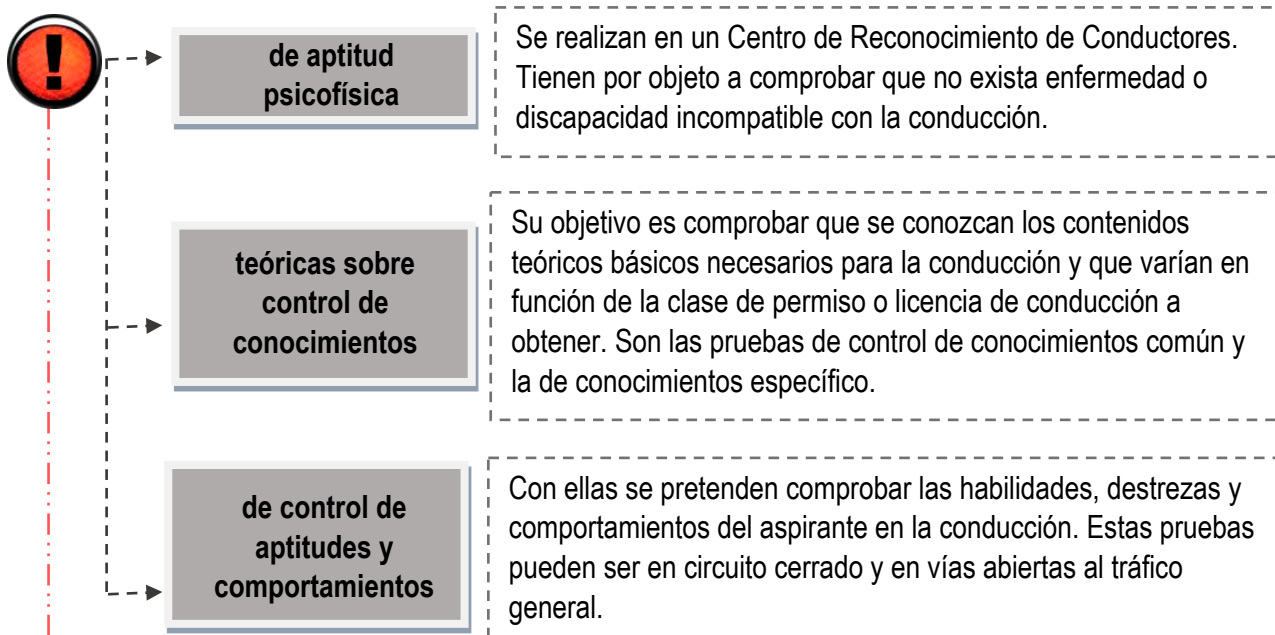 de aptitud
psicofísica
Se realizan en un Centro de Reconocimiento de Conductores.
Tienen por objeto a comprobar que no exista enfermedad o
discapacidad incompatible con la conducción.
teóricas sobre
control de
conocimientos
Su objetivo es comprobar que se conozcan los contenidos
teóricos básicos necesarios para la conducción y que varían en
función de la clase de permiso o licencia de conducción a
obtener. Son las pruebas de control de conocimientos común y
la de conocimientos específico.
de control de
aptitudes y
comportamientos
Con ellas se pretenden comprobar las habilidades, destrezas y
comportamientos del aspirante en la conducción. Estas pruebas
pueden ser en circuito cerrado y en vías abiertas al tráfico
general.